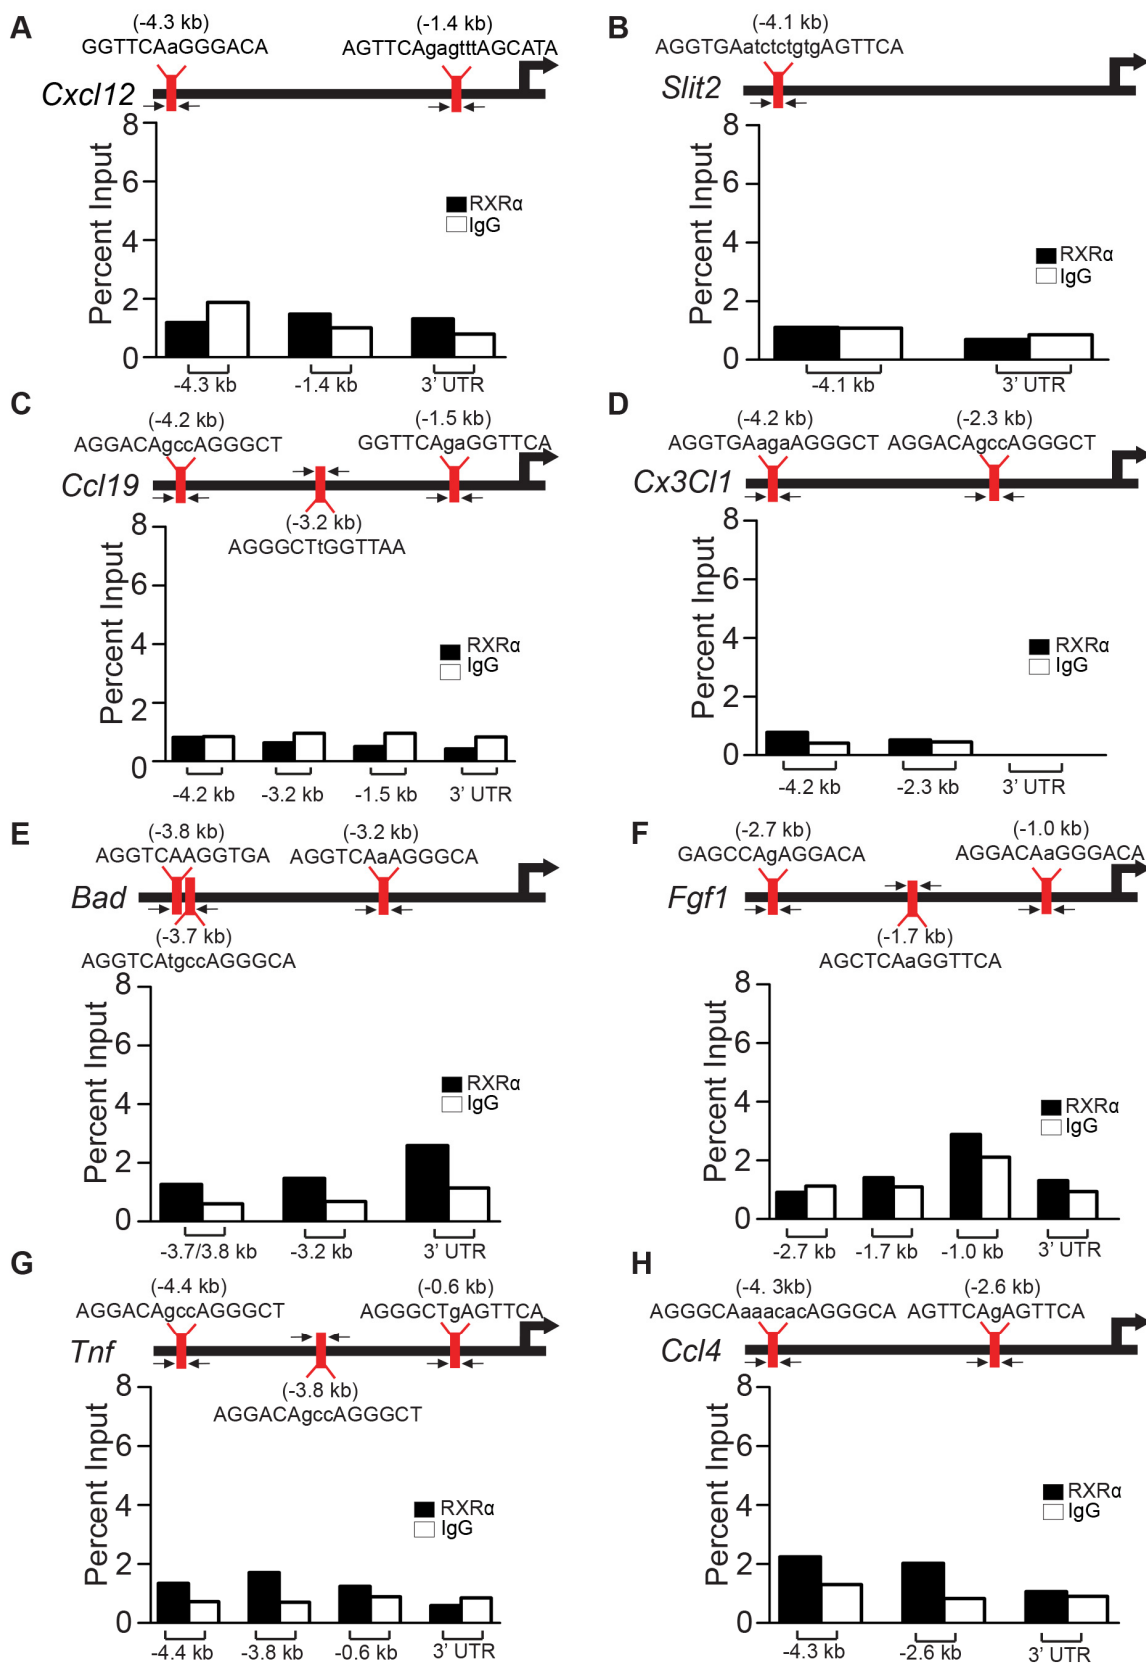 A
(-4.3 kb)
GGTTCAaGGGACA
(-1.4 kb)
AGTTCAgagtttAGCATA
Cxcl12
Percent Input
8
6
4
2
0
RXRα
IgG
-4.3 kb
-1.4 kb
3' UTR
B
(-4.1 kb)
AGGTGAatctctgtgAGTTCA
Slit2
Percent Input
8
6
4
2
0
RXRα
IgG
-4.1 kb
3' UTR
C
(-4.2 kb)
AGGACAgccAGGGCT
(-1.5 kb)
GGTTCAgaGGTTCA
Ccl19
(-3.2 kb)
AGGGCTtGGTTAA
Percent Input
8
6
4
2
0
RXRα
IgG
-4.2 kb
-3.2 kb
-1.5 kb
3' UTR
D
(-4.2 kb)
AGGTGAagaAGGGCT
(-2.3 kb)
AGGACAgccAGGGCT
Cx3Cl1
Percent Input
8
6
4
2
0
RXRα
IgG
-4.2 kb
-2.3 kb
3' UTR
E
(-3.8 kb)
AGGTCAAGGTGA
(-3.2 kb)
AGGTCAaAGGGCA
Bad
(-3.7 kb)
AGGTCAtgccAGGGCA
Percent Input
8
6
4
2
0
RXRα
IgG
-3.7/3.8 kb
-3.2 kb
3' UTR
F
(-2.7 kb)
GAGCCAgAGGACA
(-1.0 kb)
AGGACAaGGGACA
Fgf1
(-1.7 kb)
AGCTCAaGGTTCA
Percent Input
8
6
4
2
0
RXRα
IgG
-2.7 kb
-1.7 kb
-1.0 kb
3' UTR
G
(-4.4 kb)
AGGACAgccAGGGCT
(-0.6 kb)
AGGGCTgAGTTCA
Tnf
(-3.8 kb)
AGGACAgccAGGGCT
Percent Input
8
6
4
2
0
RXRα
IgG
-4.4 kb
-3.8 kb
-0.6 kb
3' UTR
H
(-4. 3kb)
AGGGCAaaacacAGGGCA
(-2.6 kb)
AGTTCAgAGTTCA
Ccl4
Percent Input
8
6
4
2
0
RXRα
IgG
-4.3 kb
-2.6 kb
3' UTR